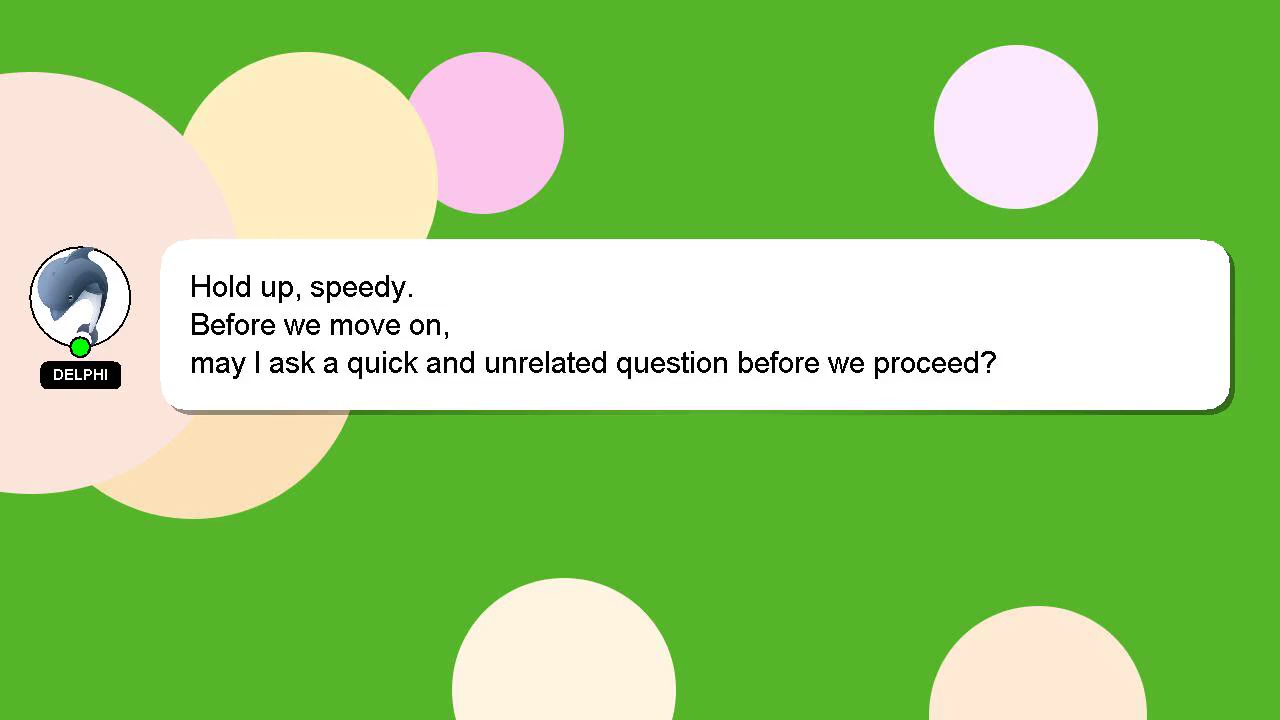 Hold up, speedy.
Before we move on,
may I ask a quick and unrelated question before we proceed?
DELPHI